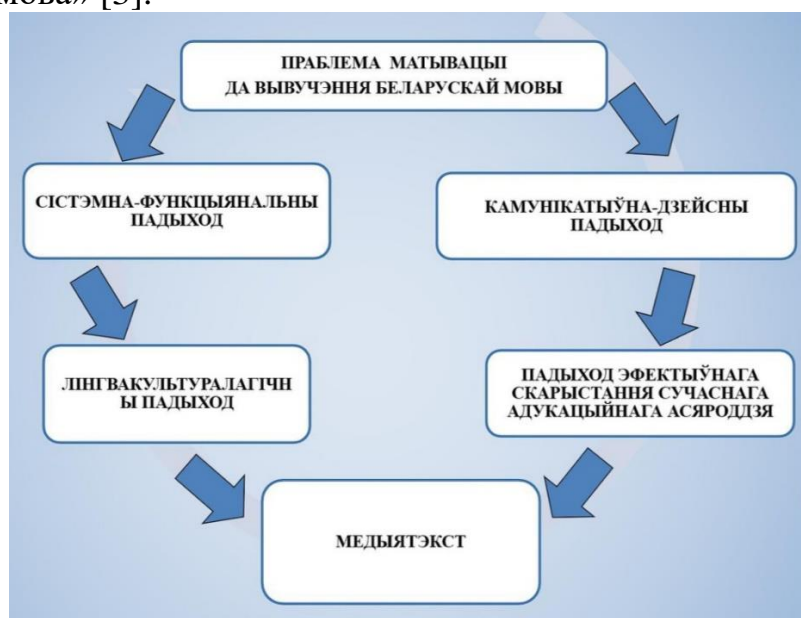 мова» [3].
ПРАБЛЕМА МАТЫВАЦЫІ
ДА ВЫВУЧЭННЯ БЕЛАРУСКАЙ МОВЫ
СІСТЭМНА-ФУНКЦЫЯНАЛЬНЫ
ПАДЫХОД
КАМУНІКАТЫЎНА-ДЗЕЙСНЫ
ПАДЫХОД
ЛІНГВАКУЛЬТУРАЛАГІЧН
Ы ПАДЫХОД
ПАДЫХОД ЭФЕКТЫЎНАГА
СКАРЫСТАННЯ СУЧАСНАГА
АДУКАЦЫЙНАГА АСЯРОДДЗЯ
МЕДЫЯТЭКСТ